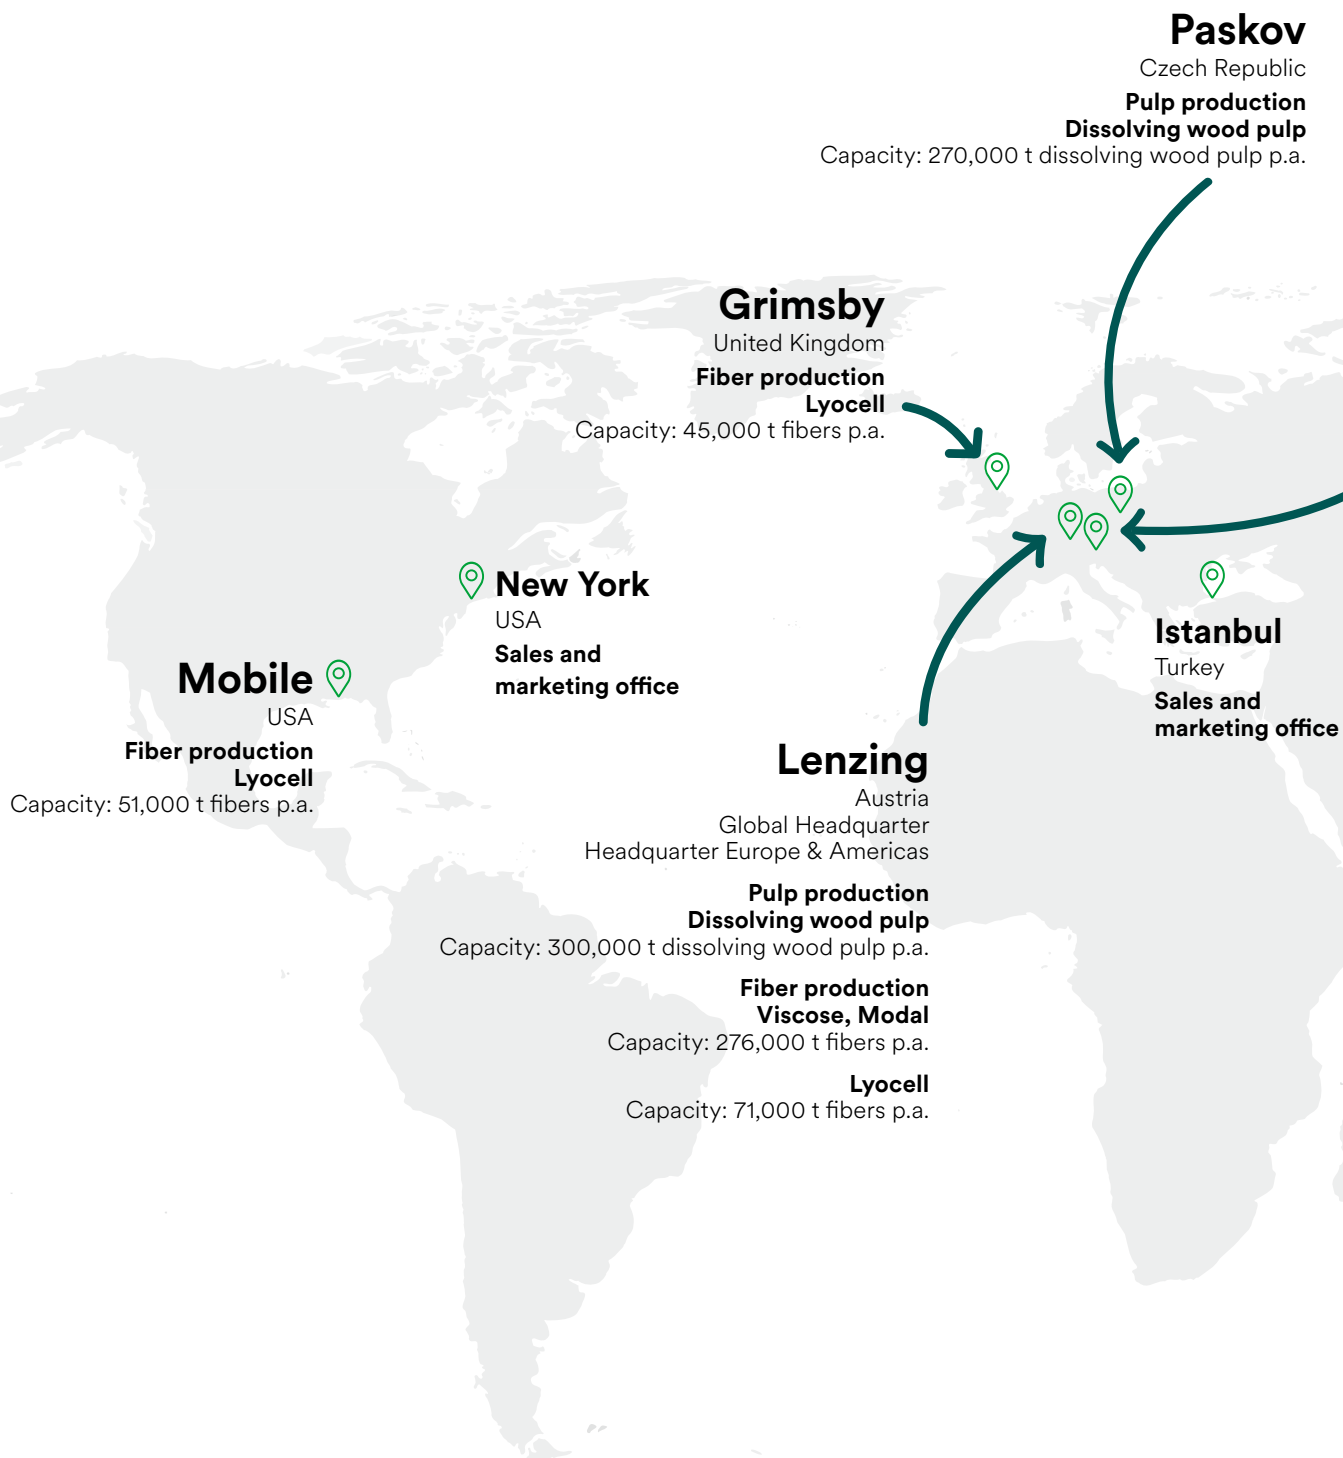 Paskov
Czech Republic
Pulp production
Dissolving wood pulp
Capacity: 270,000 t dissolving wood pulp p.a.
Grimsby
United Kingdom
Fiber production
Lyocell
Capacity: 45,000 t fibers p.a.
New York
USA
Sales and
marketing office
Mobile
USA
Fiber production
Lyocell
Capacity: 51,000 t fibers p.a.
Istanbul
Turkey
Sales and
marketing office
Lenzing
Austria
Global Headquarter
Headquarter Europe & Americas
Pulp production
Dissolving wood pulp
Capacity: 300,000 t dissolving wood pulp p.a.
Fiber production
Viscose, Modal
Capacity: 276,000 t fibers p.a.
Lyocell
Capacity: 71,000 t fibers p.a.